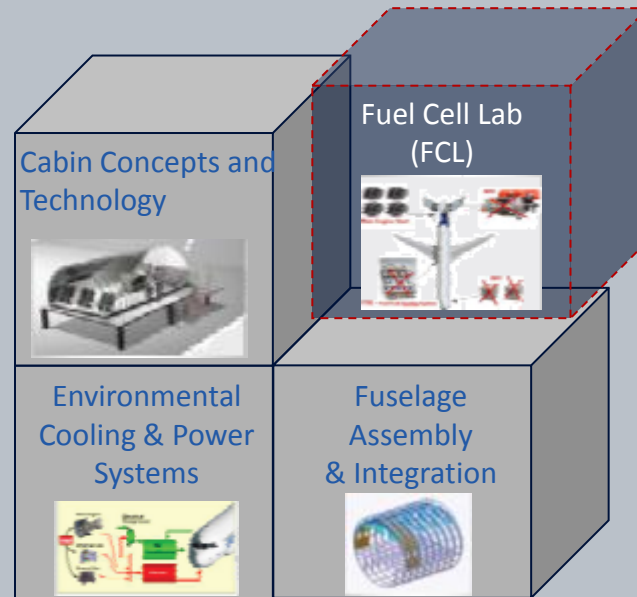 Fuel Cell Lab
(FCL)
Cabin Concepts and
Technology
Environmental
Cooling & Power
Systems
Fuselage
Assembly
& Integration